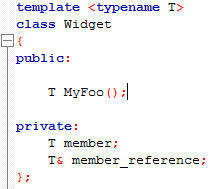 template <typename T>
class Widget
{
public:
T MyFoo();
private:
T member;
T& member_reference;
};